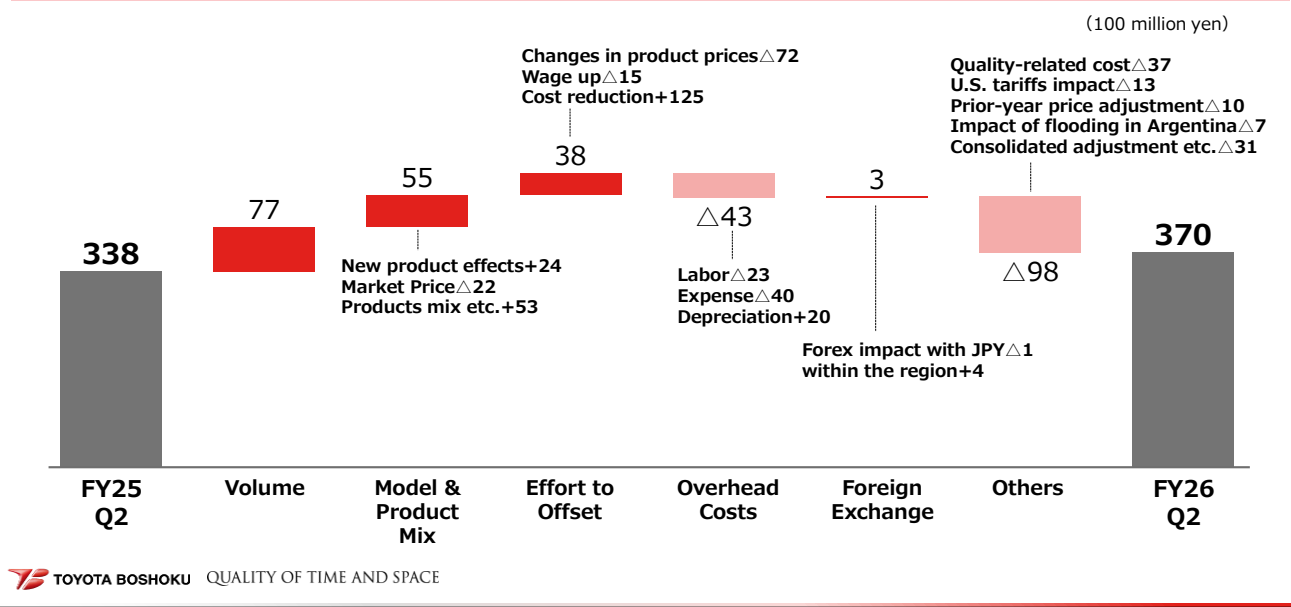 （100 million yen）
Changes in product prices△72
Wage up△15
Cost reduction+125
Quality-related cost△37
U.S. tariffs impact△13
Prior-year price adjustment△10
Impact of flooding in Argentina△7
Consolidated adjustment etc.△31
338
77
55
38
△43
3
△98
370
New product effects+24
Market Price△22
Products mix etc.+53
Labor△23
Expense△40
Depreciation+20
Forex impact with JPY△1
within the region+4
FY25
Q2
Volume
Model &
Product
Mix
Effort to
Offset
Overhead
Costs
Foreign
Exchange
Others
FY26
Q2
TOYOTA BOSHOKU QUALITY OF TIME AND SPACE